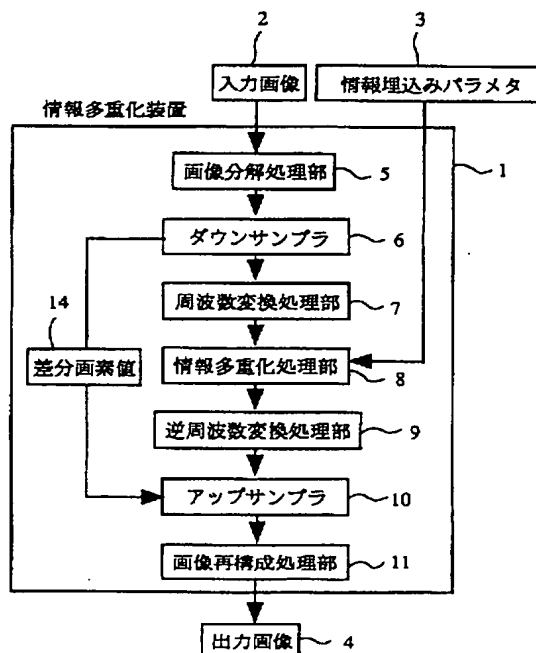 2
3
入力画像
情報埋込みパラメタ
情報多重化装置
1
画像分解処理部
5
ダウンサンプラ
6
14
周波数変換処理部
7
差分画素値
情報多重化処理部
8
逆周波数変換処理部
9
アップサンプラ
10
画像再構成処理部
11
出力画像
4